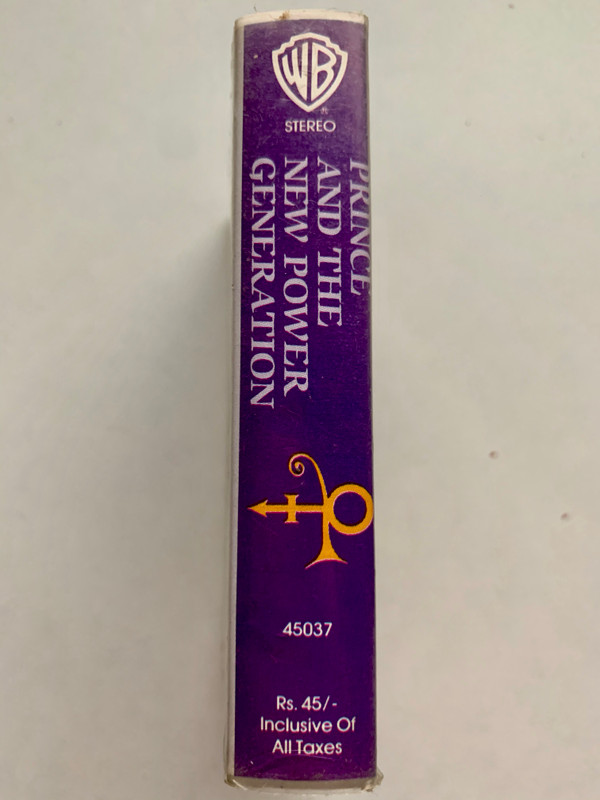 WB
®
STEREO
PRINCE
AND THE
NEW POWER
GENERATION
45037
Rs. 45/-
Inclusive Of
All Taxes